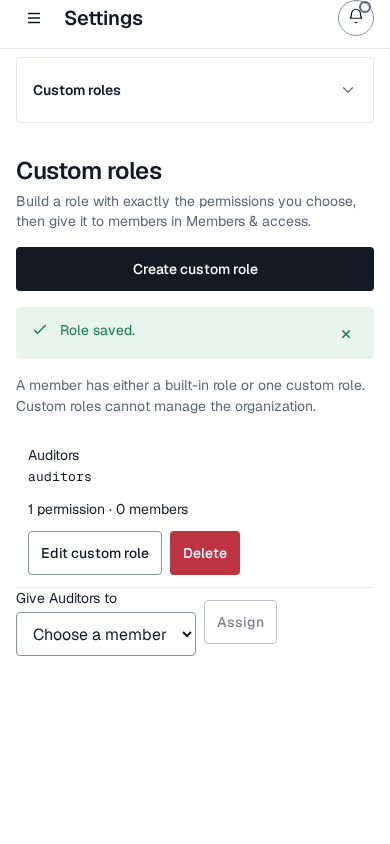 Settings
Custom roles
Custom roles
Build a role with exactly the permissions you choose,
then give it to members in Members & access.
Create custom role
Role saved.
A member has either a built-in role or one custom role.
Custom roles cannot manage the organization.
Auditors
auditors
1 permission · 0 members
Edit custom role
Delete
Give Auditors to
Choose a member
Assign